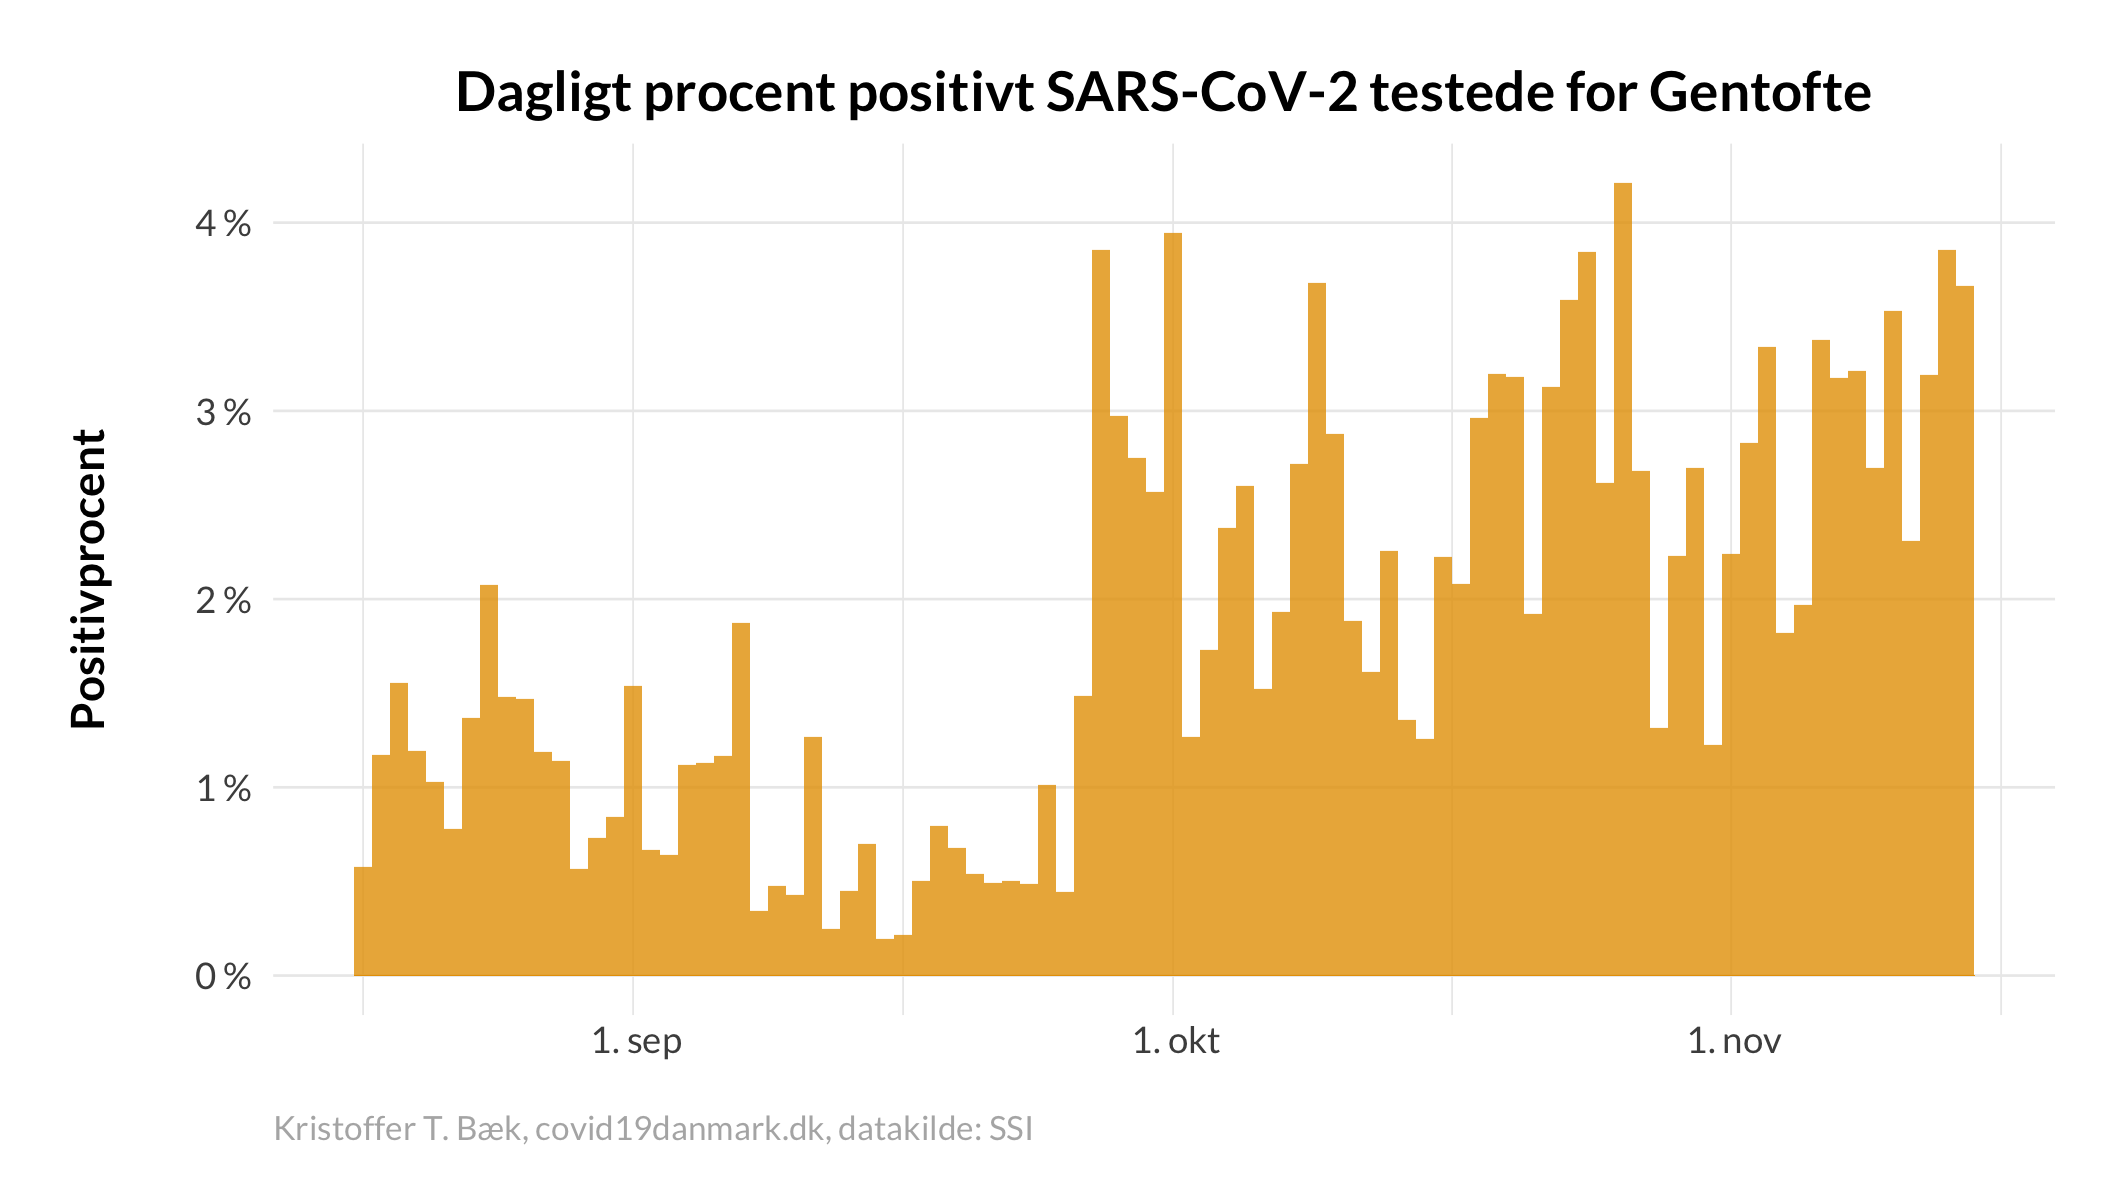 Dagligt procent positivt SARS-CoV-2 testede for Gentofte
Positivprocent
4 %
3 %
2 %
1 %
0 %
1. sep
1. okt
1. nov
Kristoffer T. Bæk, covid19danmark.dk, datakilde: SSI